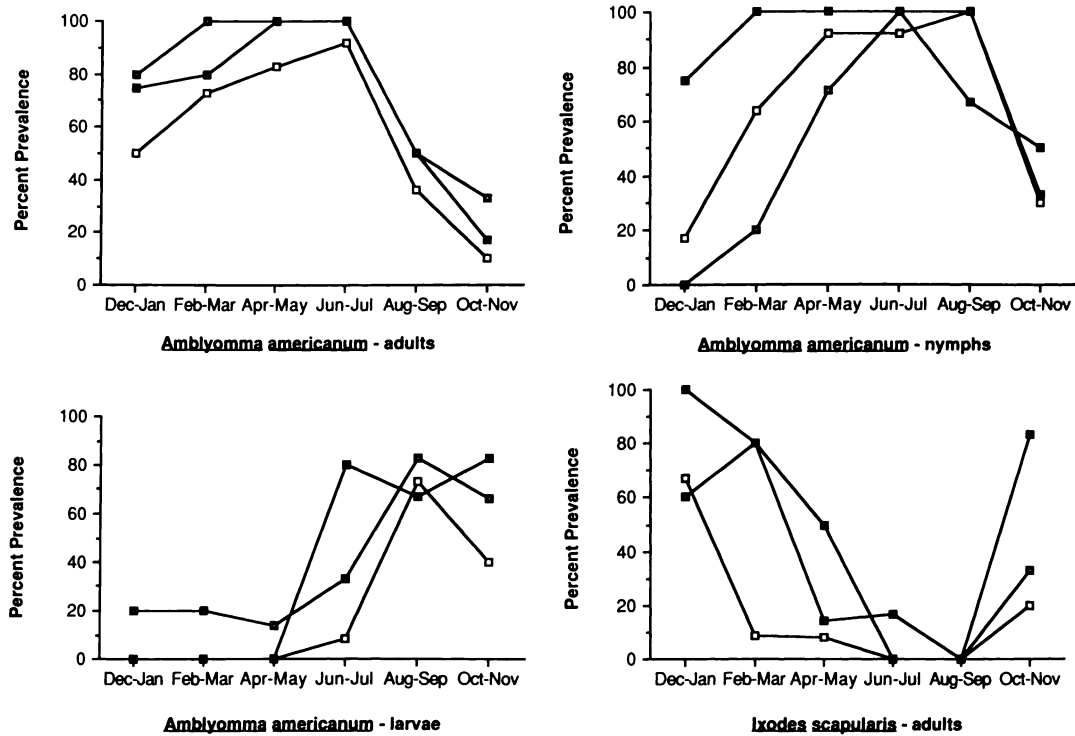 Percent Prevalence
100
80
60
40
20
0
Dec-Jan Feb-Mar Apr-May Jun-Jul Aug-Sep Oct-Nov
Amblyomma americanum - adults
Percent Prevalence
100
80
60
40
20
0
Dec-Jan Feb-Mar Apr-May Jun-Jul Aug-Sep Oct-Nov
Amblyomma americanum - nymphs
Percent Prevalence
100
80
60
40
20
0
Dec-Jan Feb-Mar Apr-May Jun-Jul Aug-Sep Oct-Nov
Amblyomma americanum - larvae
Percent Prevalence
100
80
60
40
20
0
Dec-Jan Feb-Mar Apr-May Jun-Jul Aug-Sep Oct-Nov
Ixodes scapularis - adults